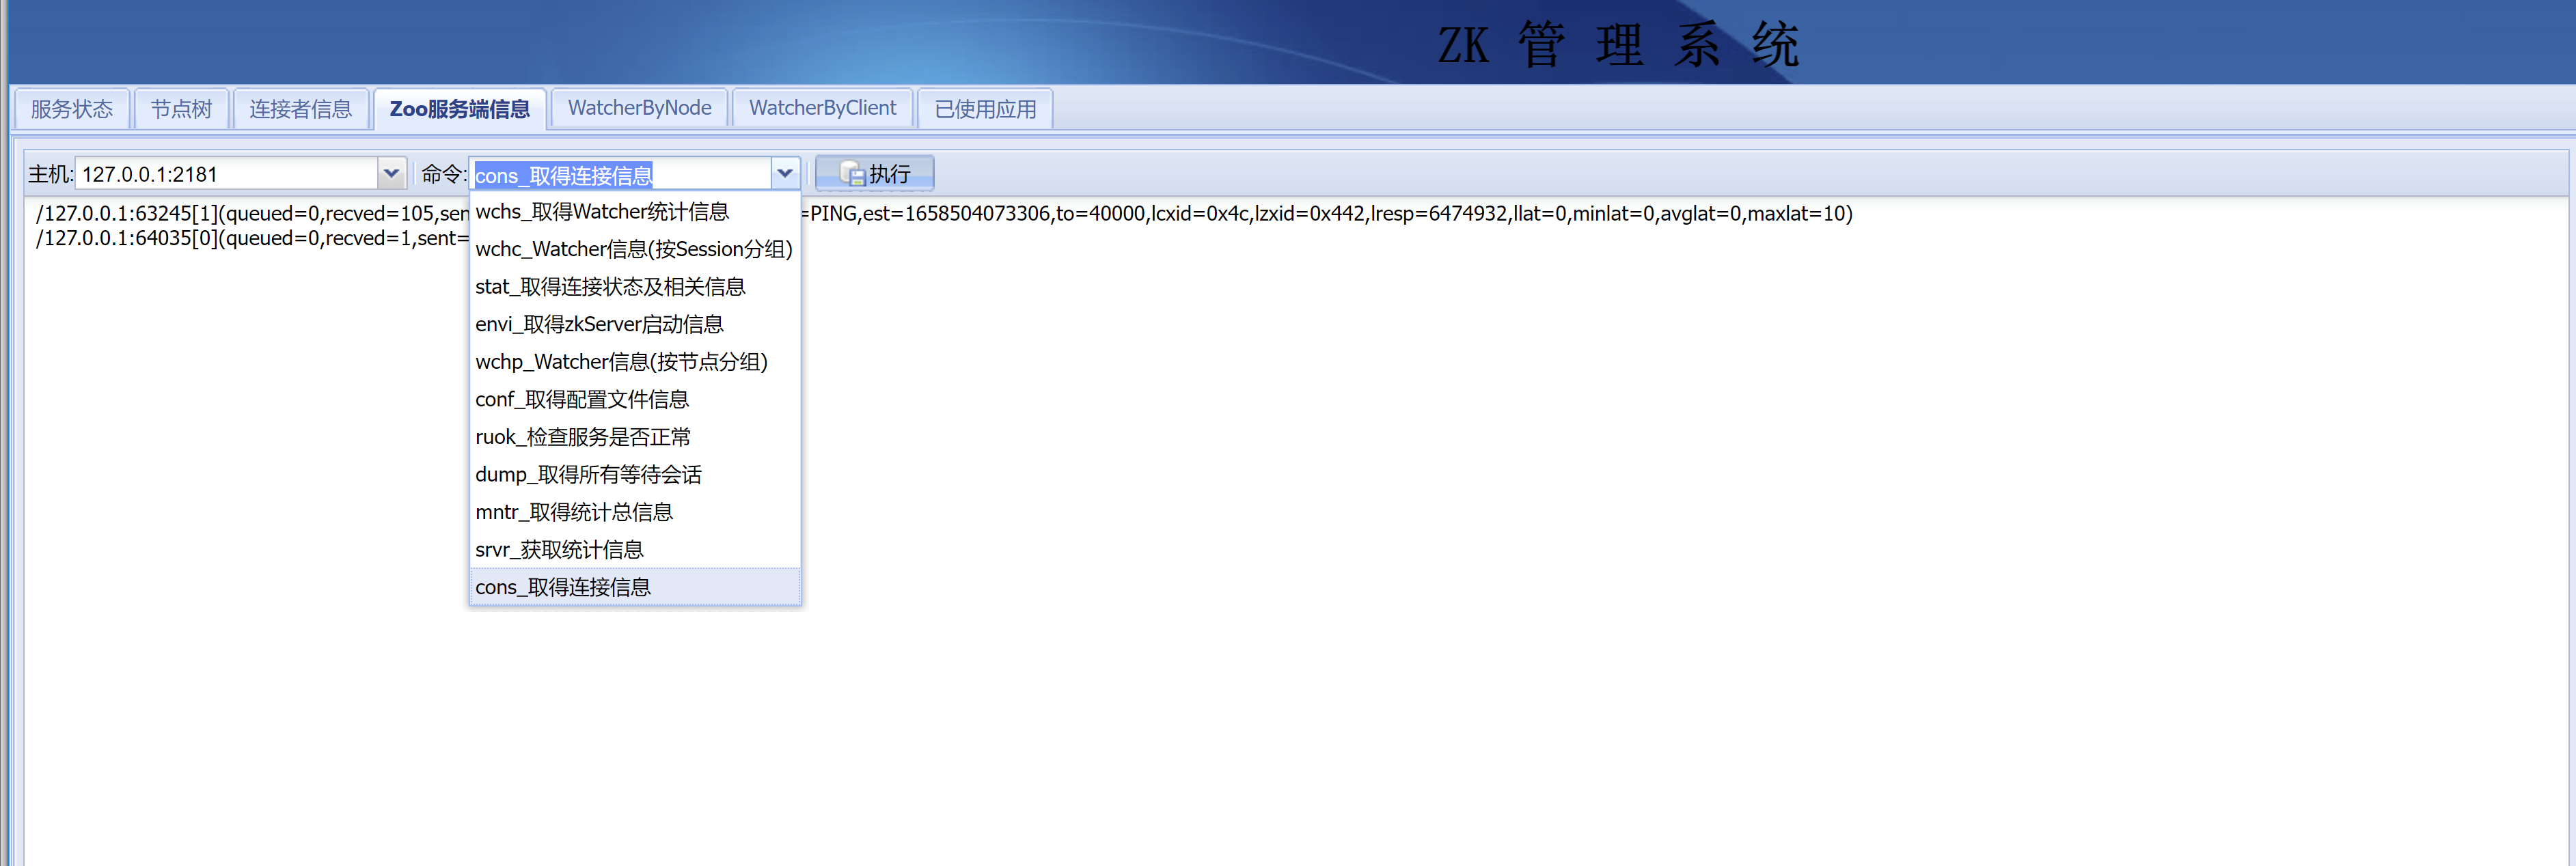 ZK 管 理 系 统
服务状态 节点树 连接者信息 Zoo服务端信息 WatcherByNode WatcherByClient 已使用应用
主机: 127.0.0.1:2181 命令: cons_取得连接信息 执行
/127.0.0.1:63245[1](queued=0,recved=105,sen =PING,est=1658504073306,to=40000,lcxid=0x4c,lzxid=0x442,lresp=6474932,llat=0,minlat=0,avglat=0,maxlat=10)
/127.0.0.1:64035[0](queued=0,recved=1,sent=
wchs_取得Watcher统计信息
wchc_Watcher信息(按Session分组)
stat_取得连接状态及相关信息
envi_取得zkServer启动信息
wchp_Watcher信息(按节点分组)
conf_取得配置文件信息
ruok_检查服务是否正常
dump_取得所有等待会话
mntr_取得统计总信息
srvr_获取统计信息
cons_取得连接信息